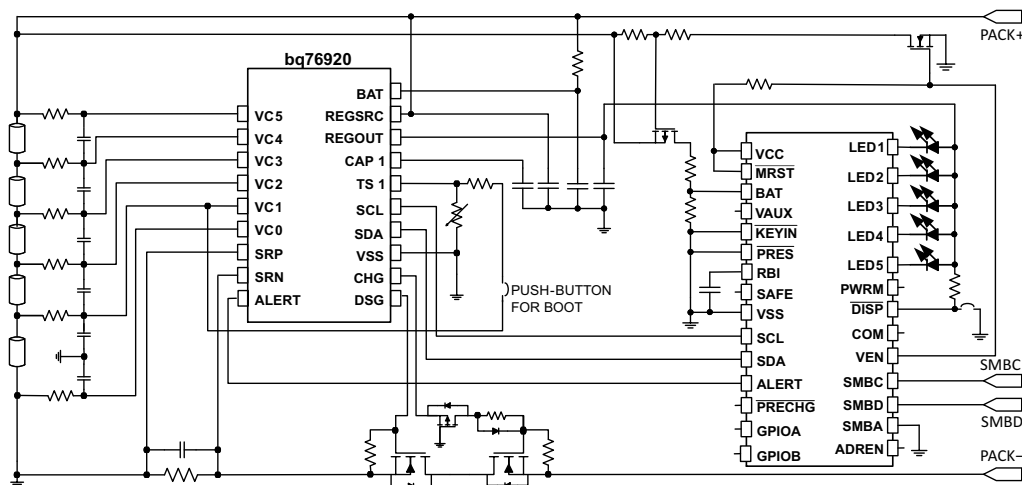 PACK+
bq76920
BAT
REGSRC
REGOUT
CAP 1
TS 1
SCL
SDA
VSS
CHG
DSG
VC5
VC4
VC3
VC2
VC1
VC0
SRP
SRN
ALERT
PUSH-BUTTON
FOR BOOT
VCC
MRST
BAT
VAUX
KEYIN
PRES
RBI
SAFE
VSS
SCL
SDA
ALERT
PRECHG
GPIOA
GPIOB
LED1
LED2
LED3
LED4
LED5
PWRM
DISP
COM
VEN
SMBC
SMBD
SMBA
ADREN
SMBC
SMBD
PACK–